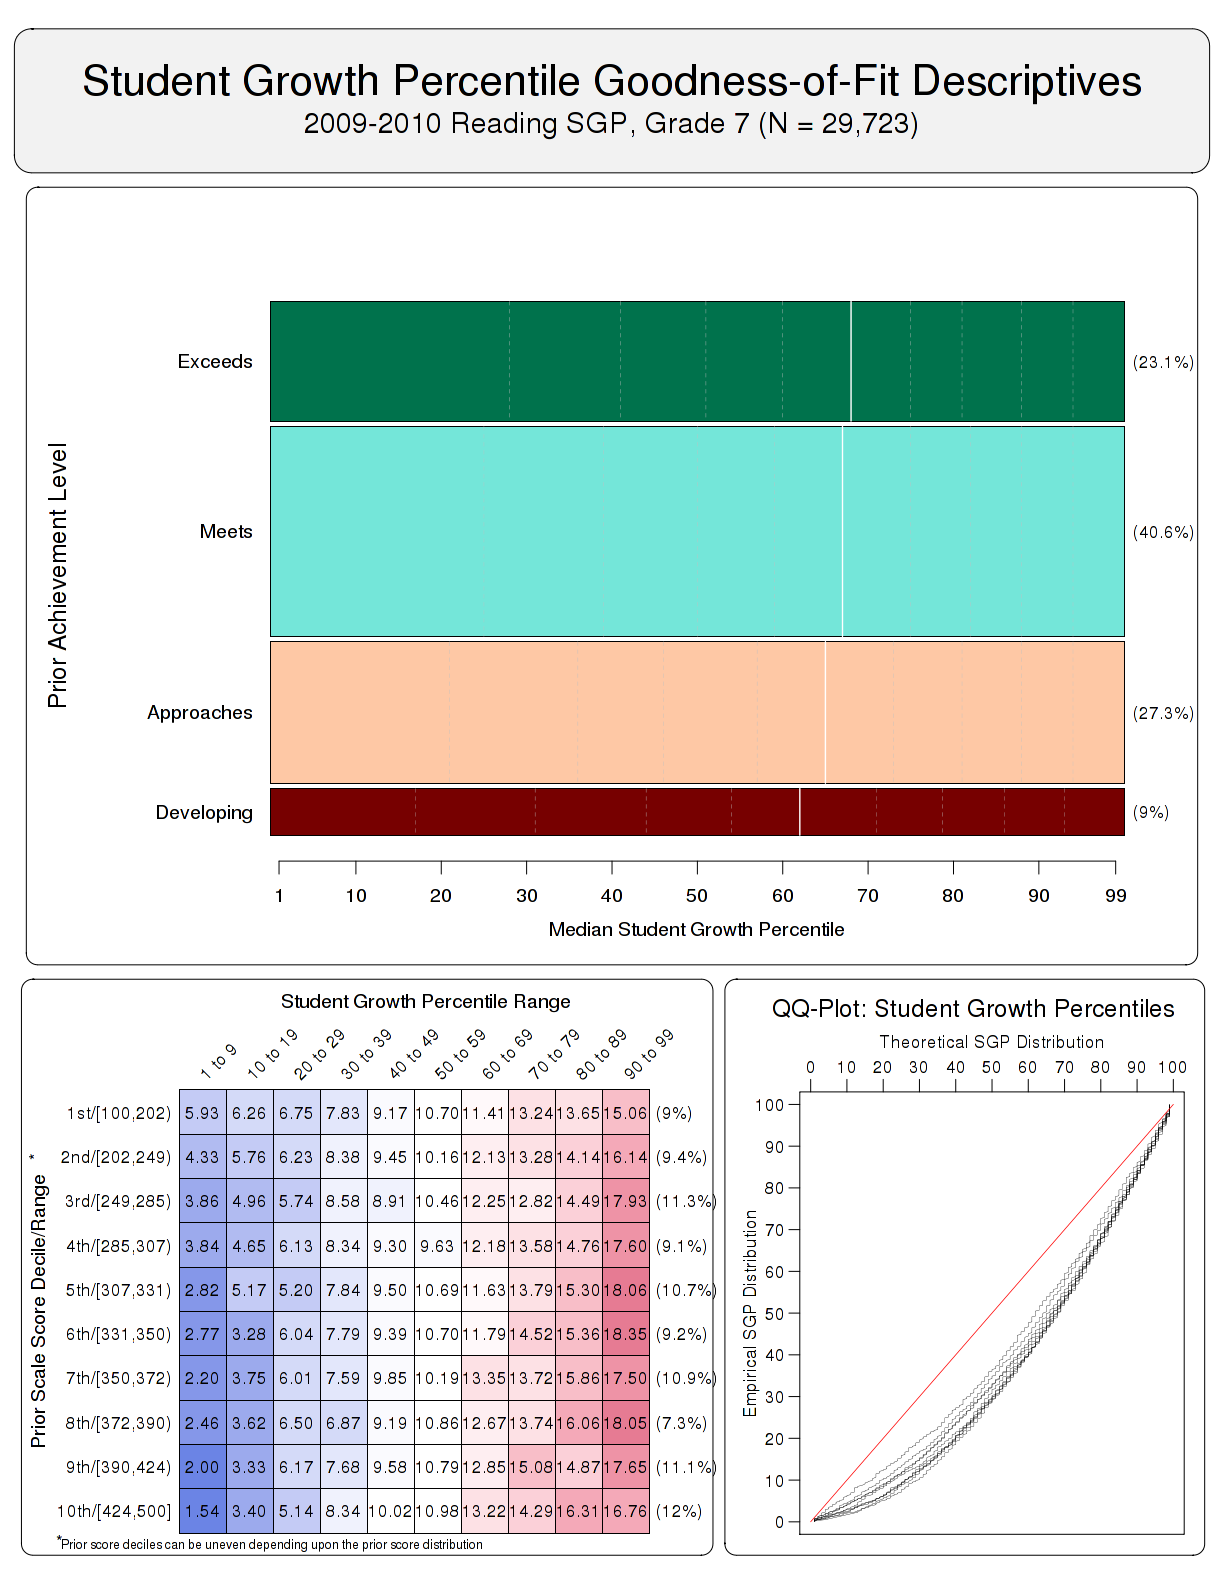 Student Growth Percentile Goodness-of-Fit Descriptives
2009-2010 Reading SGP, Grade 7 (N = 29,723)
Prior Achievement Level
Exceeds (23.1%)
Meets (40.6%)
Approaches (27.3%)
Developing (9%)
1 10 20 30 40 50 60 70 80 90 99
Median Student Growth Percentile
Student Growth Percentile Range
1 to 9 10 to 19 20 to 29 30 to 39 40 to 49 50 to 59 60 to 69 70 to 79 80 to 89 90 to 99
Prior Scale Score Decile/Range *
1st/[100,202) 5.93 6.26 6.75 7.83 9.17 10.70 11.41 13.24 13.65 15.06 (9%)
2nd/[202,249) 4.33 5.76 6.23 8.38 9.45 10.16 12.13 13.28 14.14 16.14 (9.4%)
3rd/[249,285) 3.86 4.96 5.74 8.58 8.91 10.46 12.25 12.82 14.49 17.93 (11.3%)
4th/[285,307) 3.84 4.65 6.13 8.34 9.30 9.63 12.18 13.58 14.76 17.60 (9.1%)
5th/[307,331) 2.82 5.17 5.20 7.84 9.50 10.69 11.63 13.79 15.30 18.06 (10.7%)
6th/[331,350) 2.77 3.28 6.04 7.79 9.39 10.70 11.79 14.52 15.36 18.35 (9.2%)
7th/[350,372) 2.20 3.75 6.01 7.59 9.85 10.19 13.35 13.72 15.86 17.50 (10.9%)
8th/[372,390) 2.46 3.62 6.50 6.87 9.19 10.86 12.67 13.74 16.06 18.05 (7.3%)
9th/[390,424) 2.00 3.33 6.17 7.68 9.58 10.79 12.85 15.08 14.87 17.65 (11.1%)
10th/[424,500] 1.54 3.40 5.14 8.34 10.02 10.98 13.22 14.29 16.31 16.76 (12%)
*Prior score deciles can be uneven depending upon the prior score distribution
QQ-Plot: Student Growth Percentiles
Theoretical SGP Distribution
0 10 20 30 40 50 60 70 80 90 100
Empirical SGP Distribution
100
90
80
70
60
50
40
30
20
10
0